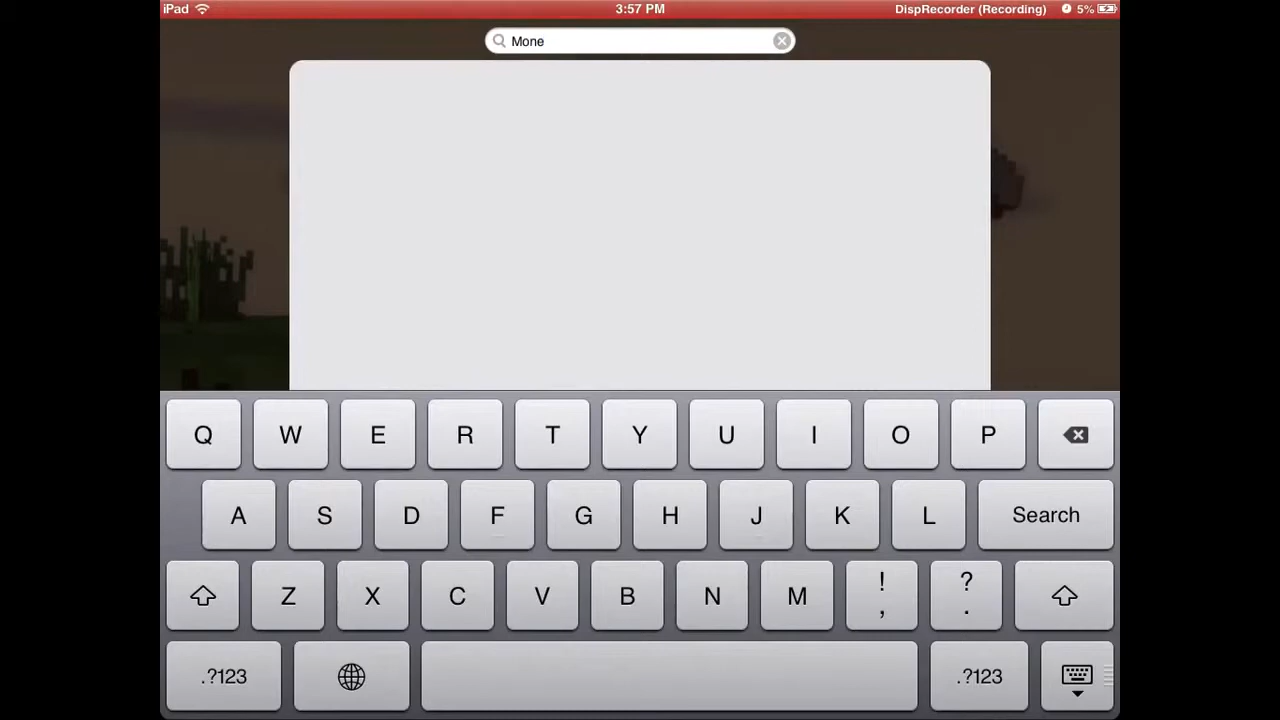 iPad 3:57 PM DispRecorder (Recording) 5%
Mone
Q W E R T Y U I O P
A S D F G H J K L Search
Z X C V B N M ! , ? .
.?123 .?123